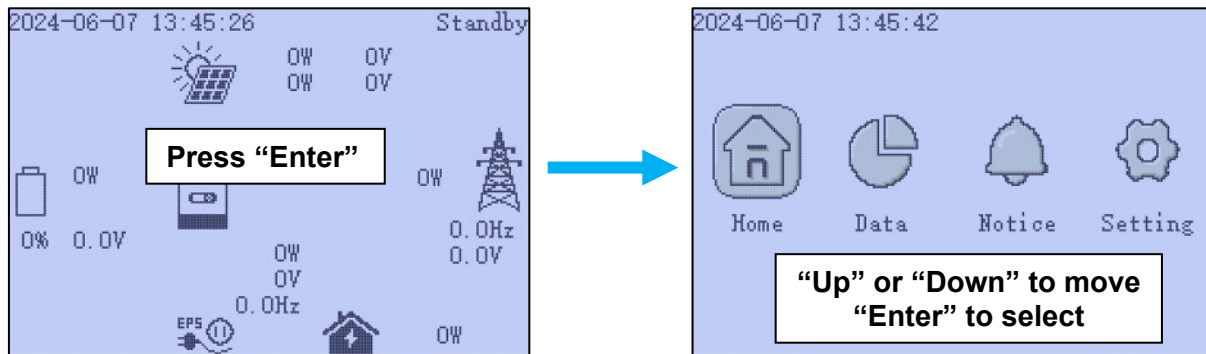 2024-06-07 13:45:26 Standby
0W 0V
0W 0V
Press “Enter”
0W
0W
0% 0.0V
0.0Hz
0.0V
0W
0V
0.0Hz
EPS
0W
2024-06-07 13:45:42
Home Data Notice Setting
“Up” or “Down” to move
“Enter” to select